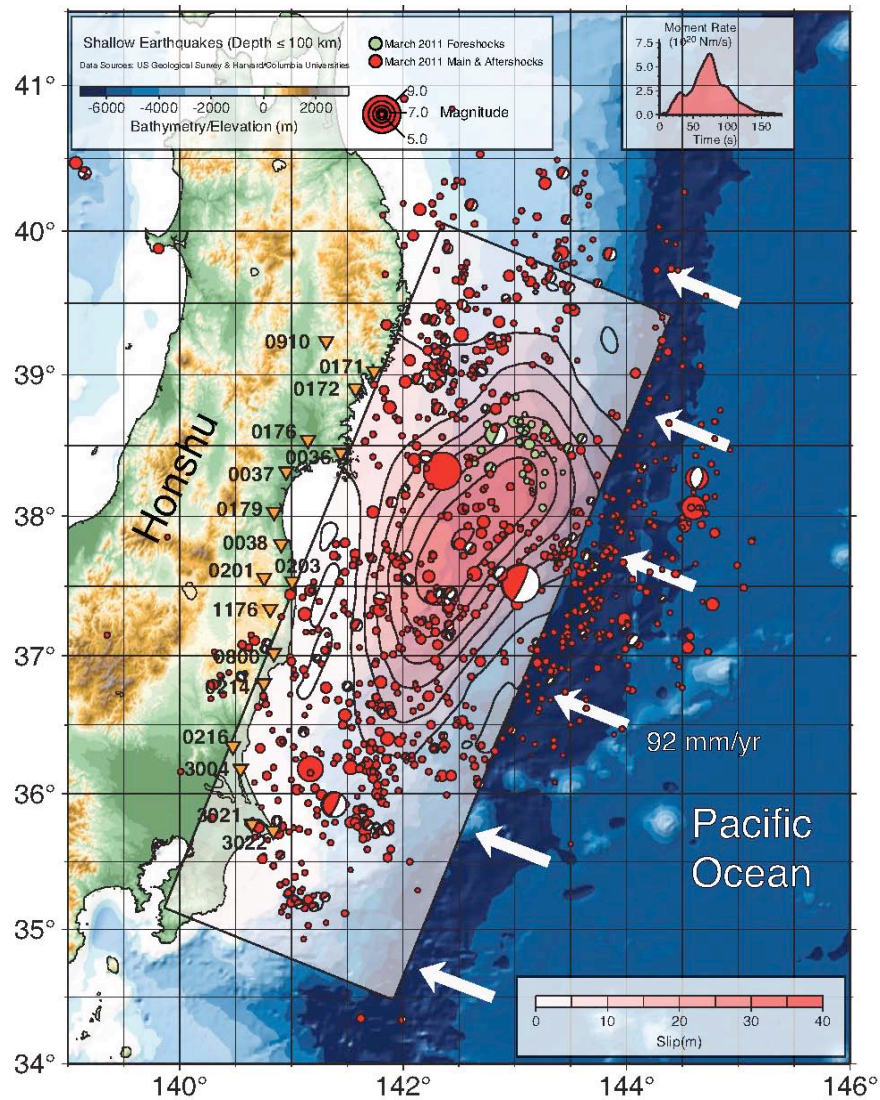 Shallow Earthquakes (Depth ≤ 100 km)
Data Sources: US Geological Survey & Harvard/Columbia Universities
-6000 -4000 -2000 0 2000
Bathymetry/Elevation (m)
March 2011 Foreshocks
March 2011 Main & Aftershocks
9.0
7.0 Magnitude
5.0
Moment Rate
(10²⁰ Nm/s)
7.5
5.0
2.5
0.0
0 50 100 150
Time (s)
41°
40°
39°
38°
37°
36°
35°
34°
0910
0171
0172
0176
0036
0037
Honshu
0179
0038
0203
0201
1176
0800
0214
0216
3004
3021
3022
92 mm/yr
Pacific
Ocean
0 10 20 30 40
Slip(m)
140° 142° 144° 146°